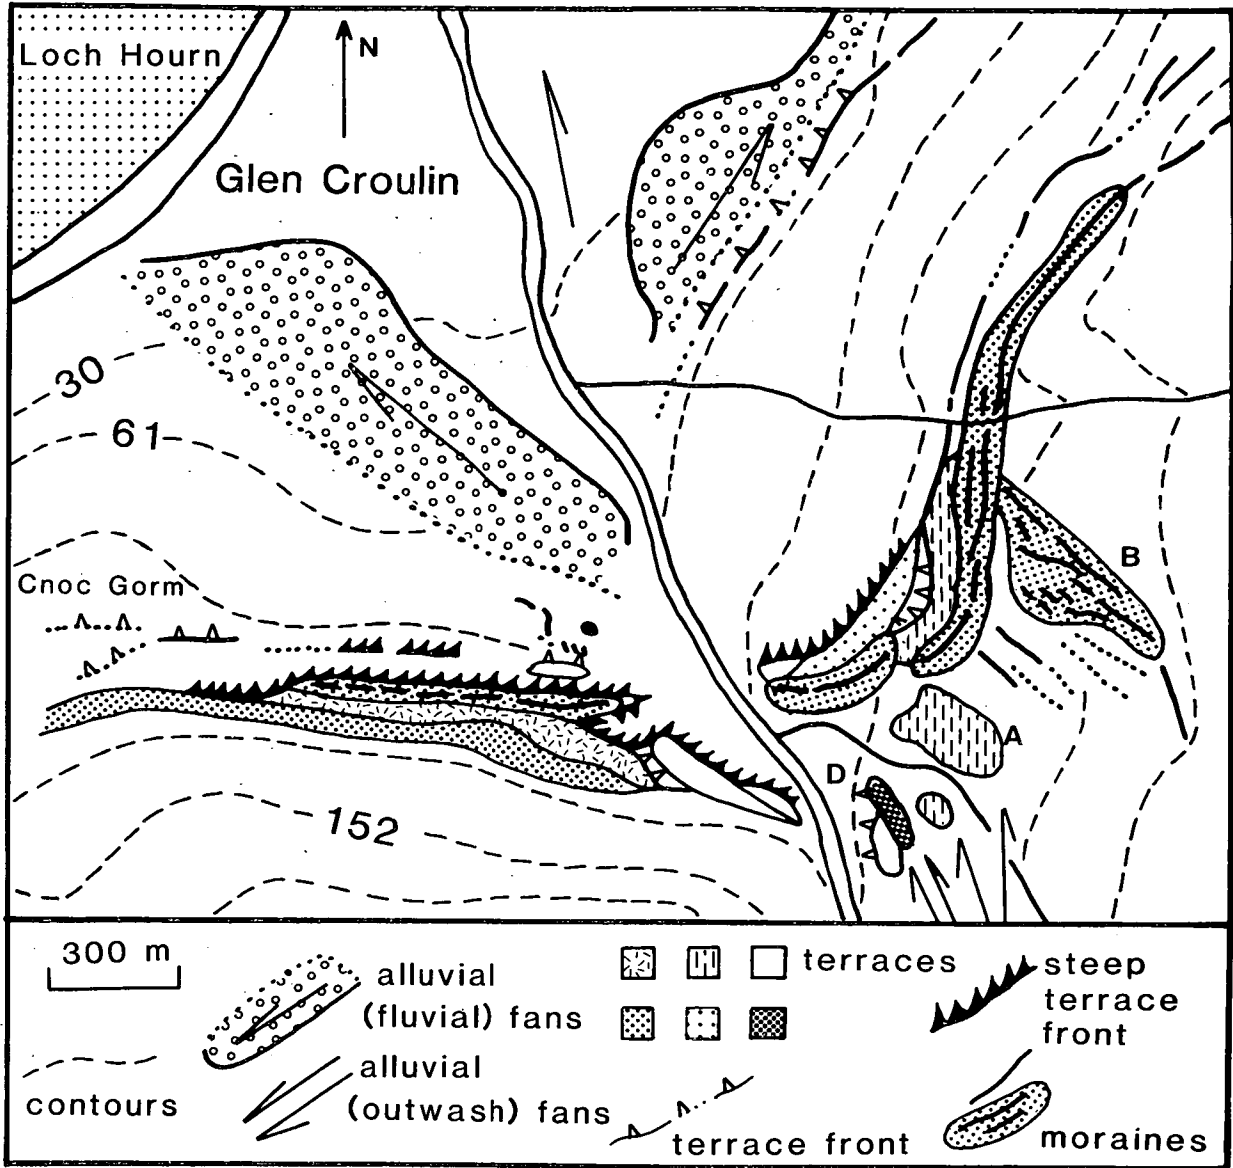 Loch Hourn
N
Glen Croulin
30
61
Cnoc Gorm
B
A
D
152
300 m
alluvial
(fluvial) fans
terraces
steep
terrace
front
contours
alluvial
(outwash) fans
terrace front
moraines